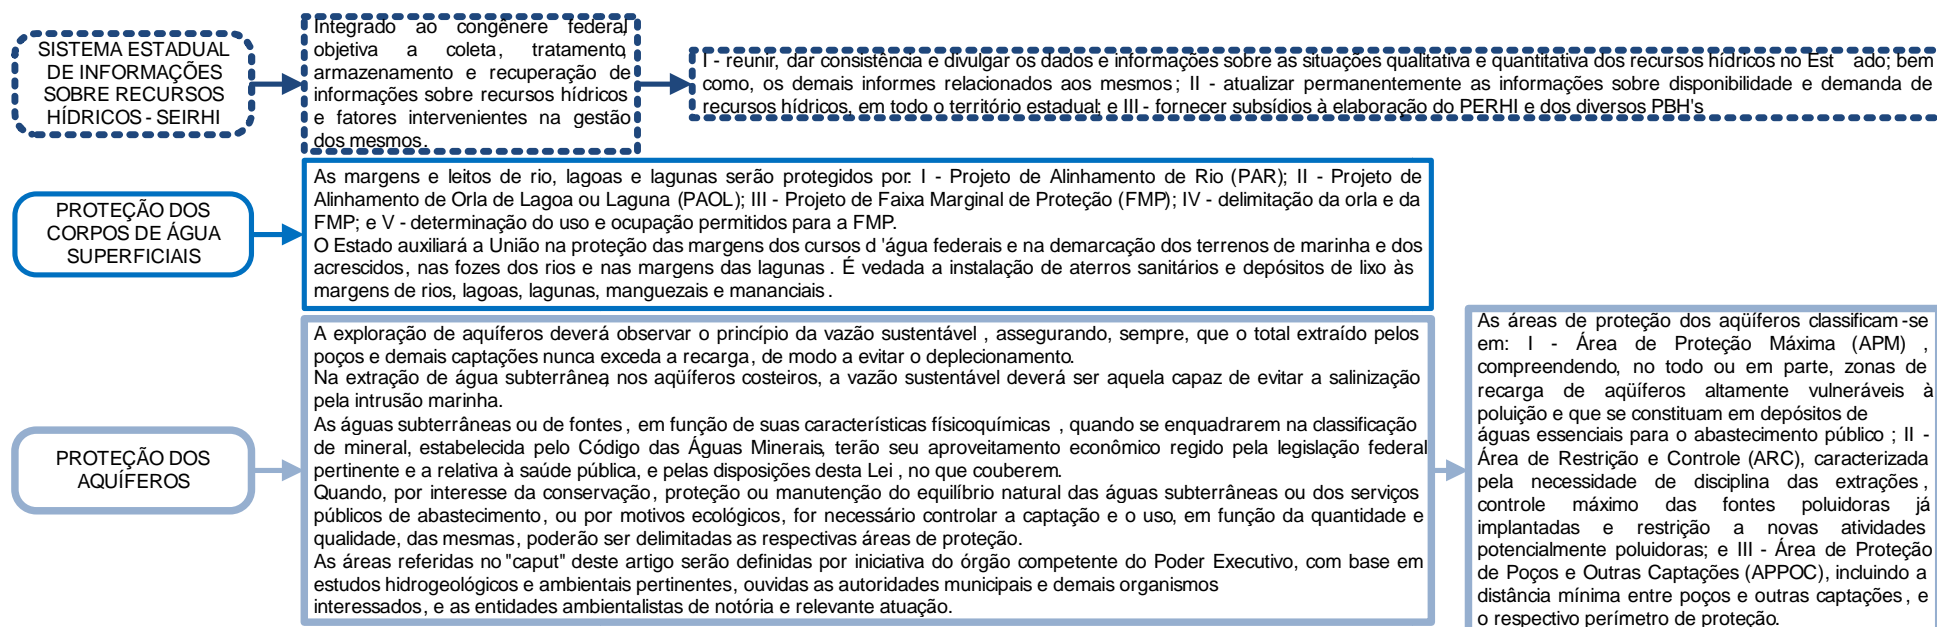 SISTEMA ESTADUAL
DE INFORMAÇÕES
SOBRE RECURSOS
HÍDRICOS - SEIRHI
Integrado ao congênere federal,
objetiva a coleta, tratamento,
armazenamento e recuperação de
informações sobre recursos hídricos
e fatores intervenientes na gestão
dos mesmos.
I - reunir, dar consistência e divulgar os dados e informações sobre as situações qualitativa e quantitativa dos recursos hídricos no Est ado; bem
como, os demais informes relacionados aos mesmos; II - atualizar permanentemente as informações sobre disponibilidade e demanda de
recursos hídricos, em todo o território estadual; e III - fornecer subsídios à elaboração do PERHI e dos diversos PBH's
PROTEÇÃO DOS
CORPOS DE ÁGUA
SUPERFICIAIS
As margens e leitos de rio, lagoas e lagunas serão protegidos por: I - Projeto de Alinhamento de Rio (PAR); II - Projeto de
Alinhamento de Orla de Lagoa ou Laguna (PAOL); III - Projeto de Faixa Marginal de Proteção (FMP); IV - delimitação da orla e da
FMP; e V - determinação do uso e ocupação permitidos para a FMP.
O Estado auxiliará a União na proteção das margens dos cursos d 'água federais e na demarcação dos terrenos de marinha e dos
acrescidos, nas fozes dos rios e nas margens das lagunas. É vedada a instalação de aterros sanitários e depósitos de lixo às
margens de rios, lagoas, lagunas, manguezais e mananciais.
PROTEÇÃO DOS
AQUÍFEROS
A exploração de aquíferos deverá observar o princípio da vazão sustentável, assegurando, sempre, que o total extraído pelos
poços e demais captações nunca exceda a recarga, de modo a evitar o deplecionamento.
Na extração de água subterrânea, nos aqüíferos costeiros, a vazão sustentável deverá ser aquela capaz de evitar a salinização
pela intrusão marinha.
As águas subterrâneas ou de fontes, em função de suas características físicoquímicas, quando se enquadrarem na classificação
de mineral, estabelecida pelo Código das Águas Minerais, terão seu aproveitamento econômico regido pela legislação federal
pertinente e a relativa à saúde pública, e pelas disposições desta Lei, no que couberem.
Quando, por interesse da conservação, proteção ou manutenção do equilíbrio natural das águas subterrâneas ou dos serviços
públicos de abastecimento, ou por motivos ecológicos, for necessário controlar a captação e o uso, em função da quantidade e
qualidade, das mesmas, poderão ser delimitadas as respectivas áreas de proteção.
As áreas referidas no "caput" deste artigo serão definidas por iniciativa do órgão competente do Poder Executivo, com base em
estudos hidrogeológicos e ambientais pertinentes, ouvidas as autoridades municipais e demais organismos
interessados, e as entidades ambientalistas de notória e relevante atuação.
As áreas de proteção dos aqüíferos classificam-se
em: I - Área de Proteção Máxima (APM) ,
compreendendo, no todo ou em parte, zonas de
recarga de aqüíferos altamente vulneráveis à
poluição e que se constituam em depósitos de
águas essenciais para o abastecimento público; II -
Área de Restrição e Controle (ARC), caracterizada
pela necessidade de disciplina das extrações,
controle máximo das fontes poluidoras já
implantadas e restrição a novas atividades
potencialmente poluidoras; e III - Área de Proteção
de Poços e Outras Captações (APPOC), incluindo a
distância mínima entre poços e outras captações, e
o respectivo perímetro de proteção.